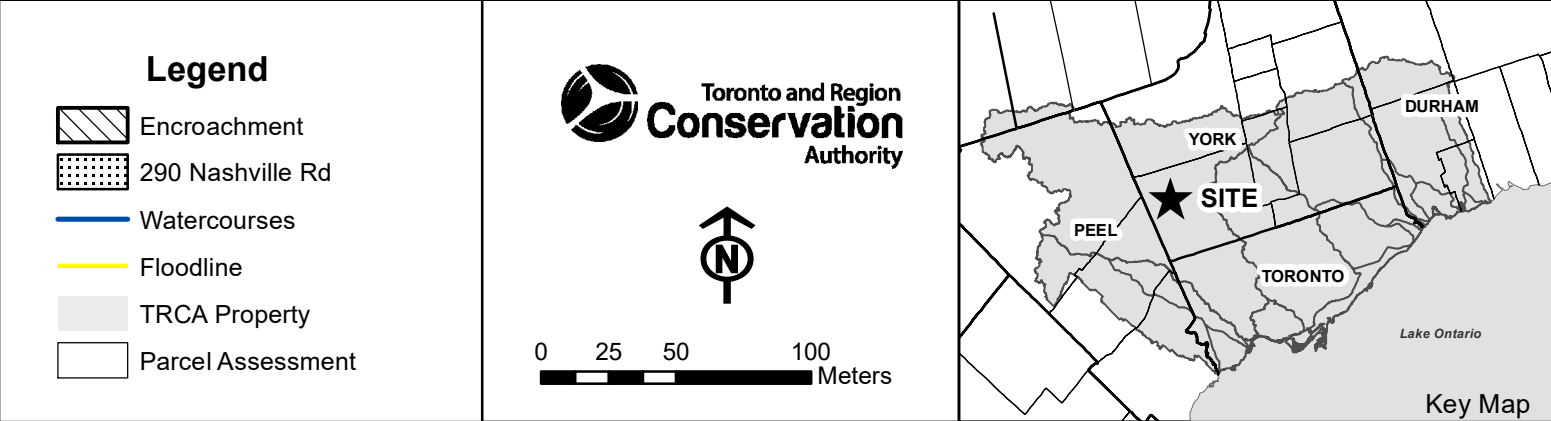 Legend
Encroachment
290 Nashville Rd
Watercourses
Floodline
TRCA Property
Parcel Assessment
Toronto and Region
Conservation
Authority
N
0 25 50 100
Meters
DURHAM
YORK
SITE
PEEL
TORONTO
Lake Ontario
Key Map